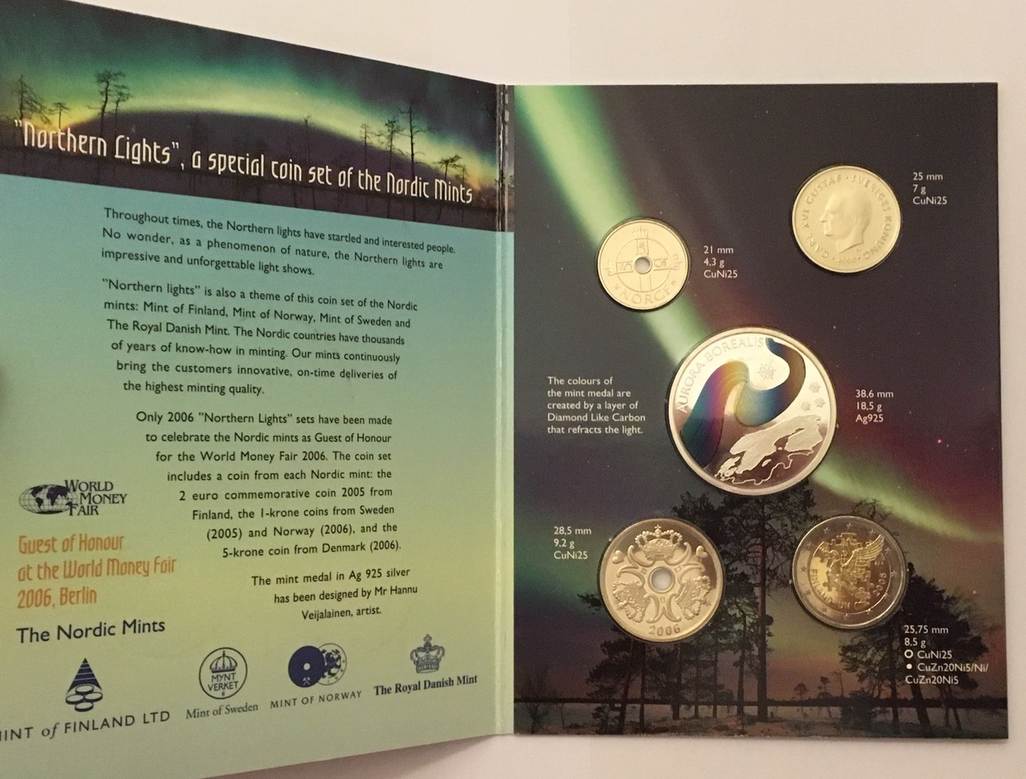 "Northern Lights", a special coin set of the Nordic Mints
Throughout times, the Northern lights have startled and interested people.
No wonder, as a phenomenon of nature, the Northern lights are
impressive and unforgettable light shows.
"Northern lights" is also a theme of this coin set of the Nordic
mints: Mint of Finland, Mint of Norway, Mint of Sweden and
The Royal Danish Mint. The Nordic countries have thousands
of years of know-how in minting. Our mints continuously
bring the customers innovative, on-time deliveries of
the highest minting quality.
Only 2006 "Northern Lights" sets have been made
to celebrate the Nordic mints as Guest of Honour
for the World Money Fair 2006. The coin set
includes a coin from each Nordic mint: the
2 euro commemorative coin 2005 from
Finland, the 1-krone coins from Sweden
(2005) and Norway (2006), and the
5-krone coin from Denmark (2006).
The mint medal in Ag 925 silver
has been designed by Mr Hannu
Veijalainen, artist.
WORLD
MONEY
FAIR
Guest of Honour
at the World Money Fair
2006, Berlin
The Nordic Mints
MINT of FINLAND LTD
MYNT
VERKET
Mint of Sweden
MINT OF NORWAY
The Royal Danish Mint
25 mm
7 g
CuNi25
CARL XVI GUSTAF · SVERIGES KONUNG
21 mm
4,3 g
CuNi25
NORGE
The colours of
the mint medal are
created by a layer of
Diamond Like Carbon
that refracts the light.
AURORA BOREALIS
38,6 mm
18,5 g
Ag925
28,5 mm
9,2 g
CuNi25
2006
25,75 mm
8,5 g
CuNi25
CuZn20Ni5/Ni/
CuZn20Ni5